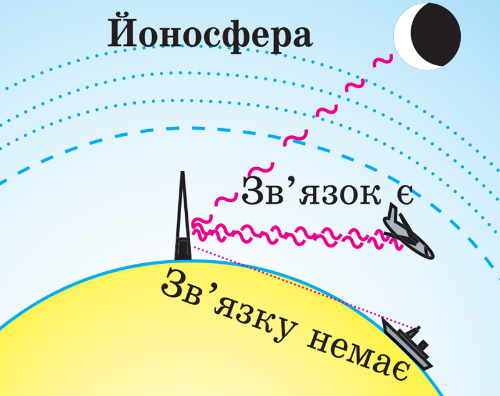 Йоносфера
Зв’язок є
Зв’язку немає